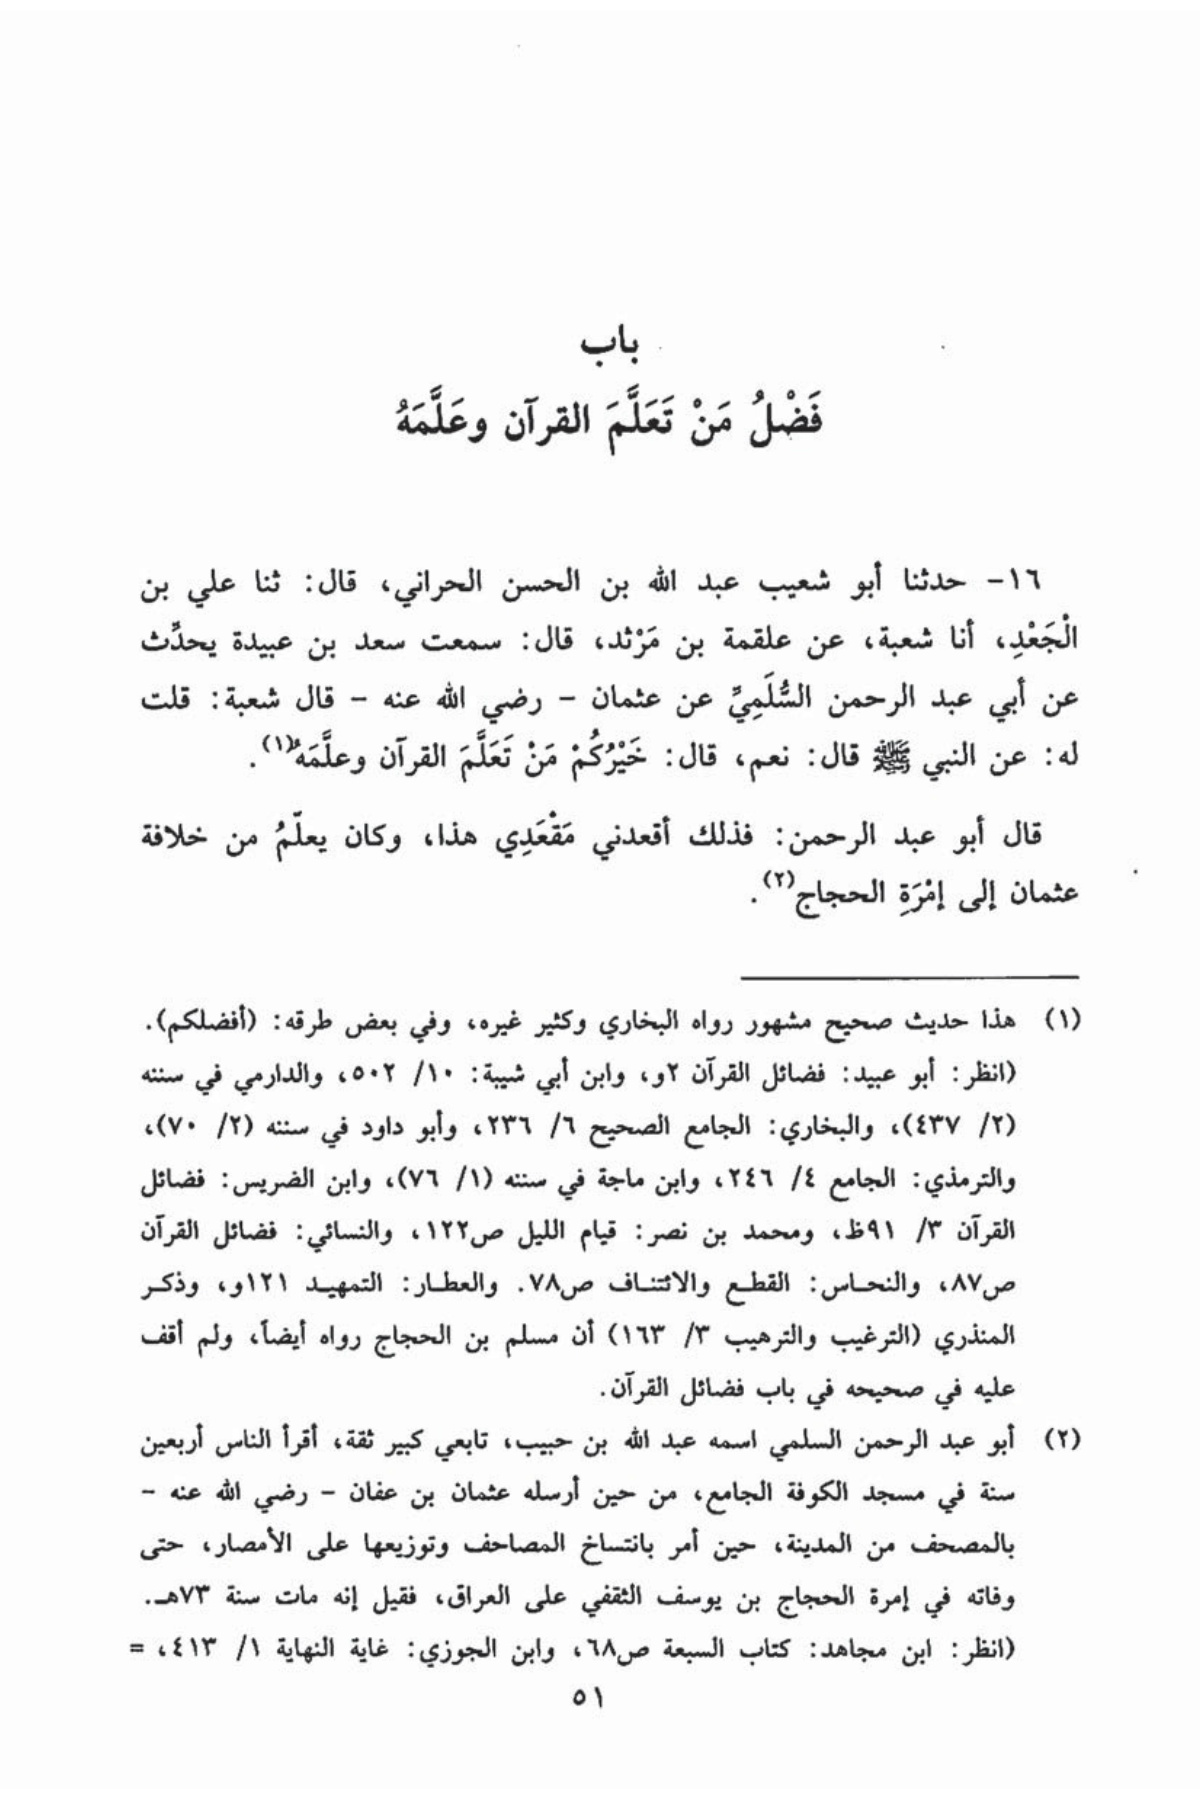 باب
فَضْلُ مَنْ تَعَلَّمَ القرآن وعَلَّمَهُ
١٦- حدثنا أبو شعيب عبد الله بن الحسن الحراني، قال: ثنا علي بن
الْجَعْدِ، أنا شعبة، عن علقمة بن مَرْثد، قال: سمعت سعد بن عبيدة يحدِّث
عن أبي عبد الرحمن السُّلَمِيِّ عن عثمان - رضي الله عنه - قال شعبة: قلت
له: عن النبي ﷺ قال: نعم، قال: خَيْرُكُمْ مَنْ تَعَلَّمَ القرآن وعلَّمَهُ(١).
قال أبو عبد الرحمن: فذلك أقعدني مَقْعَدِي هذا، وكان يعلّمُ من خلافة
عثمان إلى إمْرَةِ الحجاج(٢).
(١) هذا حديث صحيح مشهور رواه البخاري وكثير غيره، وفي بعض طرقه: (أفضلكم).
(انظر: أبو عبيد: فضائل القرآن ٢و، وابن أبي شيبة: ١٠/ ٥٠٢، والدارمي في سننه
(٢/ ٤٣٧)، والبخاري: الجامع الصحيح ٦/ ٢٣٦، وأبو داود في سننه (٢/ ٧٠)،
والترمذي: الجامع ٤/ ٢٤٦، وابن ماجة في سننه (١/ ٧٦)، وابن الضريس: فضائل
القرآن ٣/ ٩١ظ، ومحمد بن نصر: قيام الليل ص١٢٢، والنسائي: فضائل القرآن
ص٨٧، والنحاس: القطع والائتناف ص٧٨. والعطار: التمهيد ١٢١و، وذكر
المنذري (الترغيب والترهيب ٣/ ١٦٣) أن مسلم بن الحجاج رواه أيضاً، ولم أقف
عليه في صحيحه في باب فضائل القرآن.
(٢) أبو عبد الرحمن السلمي اسمه عبد الله بن حبيب، تابعي كبير ثقة، أقرأ الناس أربعين
سنة في مسجد الكوفة الجامع، من حين أرسله عثمان بن عفان - رضي الله عنه -
بالمصحف من المدينة، حين أمر بانتساخ المصاحف وتوزيعها على الأمصار، حتى
وفاته في إمرة الحجاج بن يوسف الثقفي على العراق، فقيل إنه مات سنة ٧٣هـ.
(انظر: ابن مجاهد: كتاب السبعة ص٦٨، وابن الجوزي: غاية النهاية ١/ ٤١٣، =
٥١